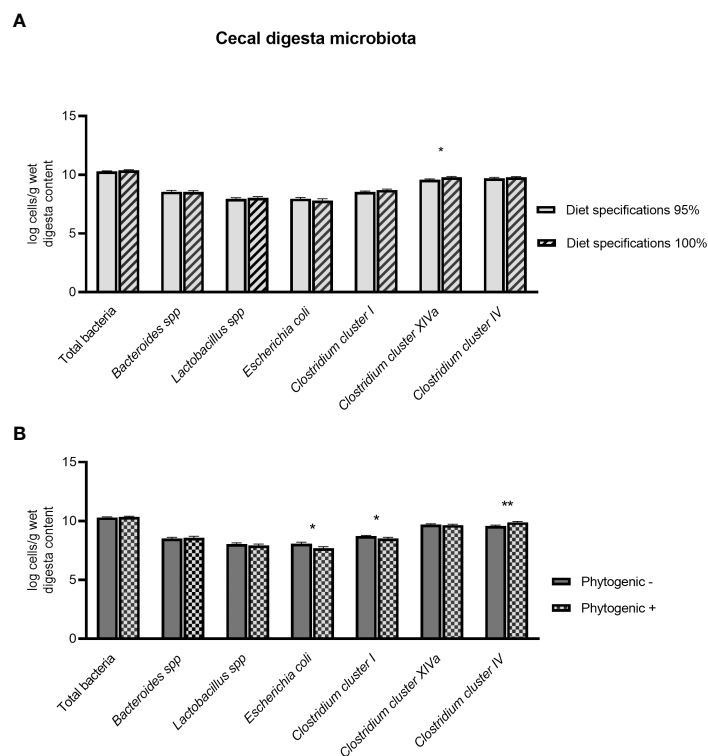 A
Cecal digesta microbiota
log cells/g wet
digesta content
15
10
5
0
*
Total bacteria
Bacteroides spp
Lactobacillus spp
Escherichia coli
Clostridium cluster I
Clostridium cluster XIVa
Clostridium cluster IV
Diet specifications 95%
Diet specifications 100%
B
log cells/g wet
digesta content
15
10
5
0
*
*
**
Total bacteria
Bacteroides spp
Lactobacillus spp
Escherichia coli
Clostridium cluster I
Clostridium cluster XIVa
Clostridium cluster IV
Phytogenic -
Phytogenic +